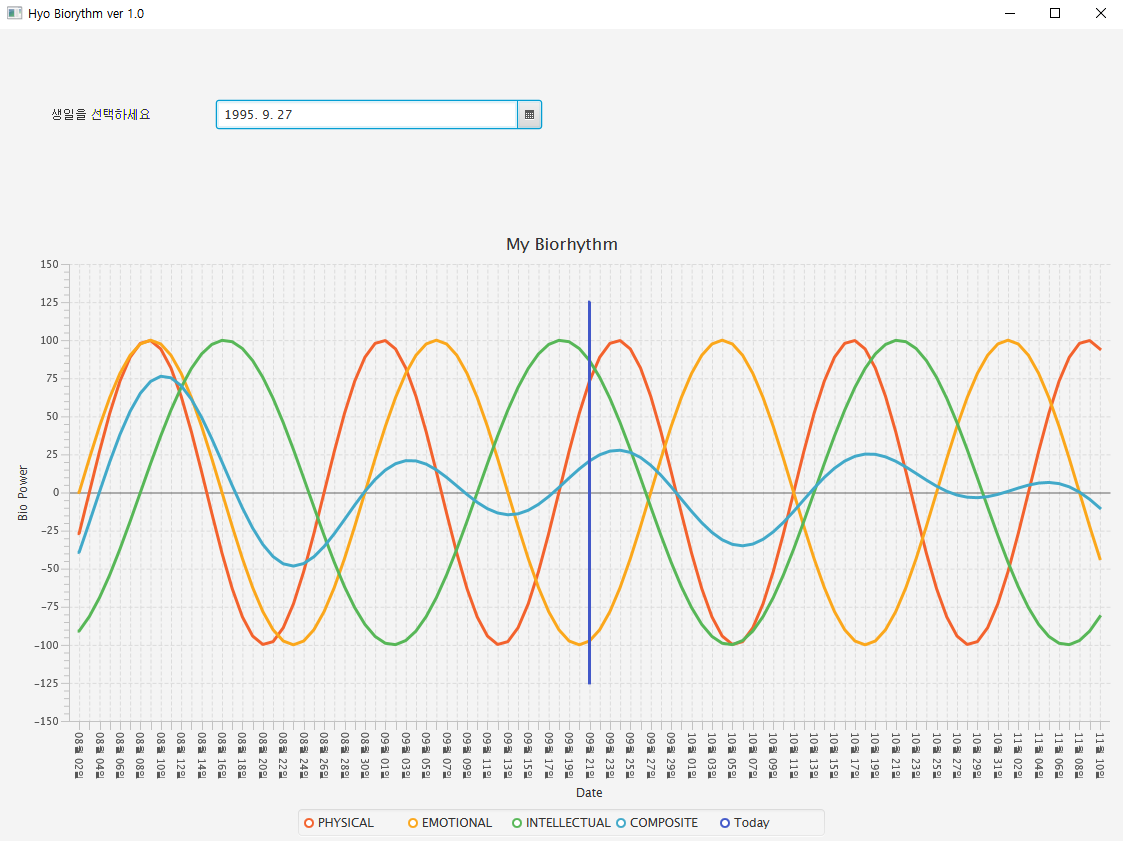 Hyo Biorythm ver 1.0
생일을 선택하세요
1995. 9. 27
My Biorhythm
150
125
100
75
50
25
0
-25
-50
-75
-100
-125
-150
Bio Power
08월 02일
08월 04일
08월 06일
08월 08일
08월 10일
08월 12일
08월 14일
08월 16일
08월 18일
08월 20일
08월 22일
08월 24일
08월 26일
08월 28일
08월 30일
09월 01일
09월 03일
09월 05일
09월 07일
09월 09일
09월 11일
09월 13일
09월 15일
09월 17일
09월 19일
09월 21일
09월 23일
09월 25일
09월 27일
09월 29일
10월 01일
10월 03일
10월 05일
10월 07일
10월 09일
10월 11일
10월 13일
10월 15일
10월 17일
10월 19일
10월 21일
10월 23일
10월 25일
10월 27일
10월 29일
10월 31일
11월 02일
11월 04일
11월 06일
11월 08일
11월 10일
Date
PHYSICAL EMOTIONAL INTELLECTUAL COMPOSITE Today